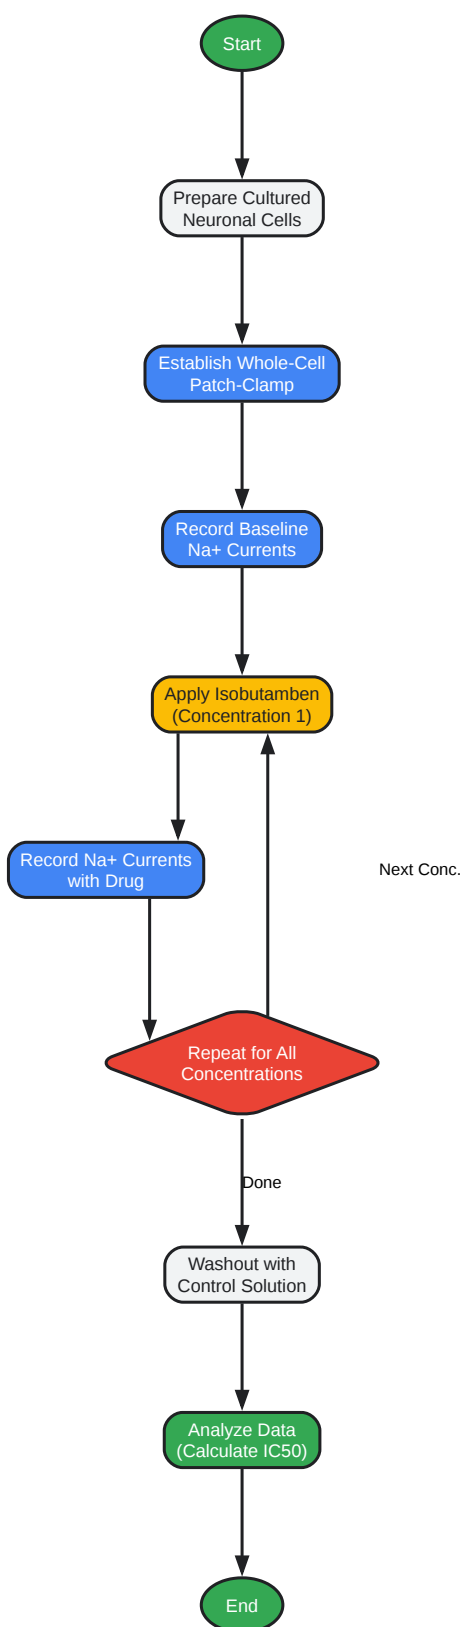 Start
Prepare Cultured
Neuronal Cells
Establish Whole-Cell
Patch-Clamp
Record Baseline
Na+ Currents
Apply Isobutamben
(Concentration 1)
Record Na+ Currents
with Drug
Next Conc.
Repeat for All
Concentrations
Done
Washout with
Control Solution
Analyze Data
(Calculate IC50)
End